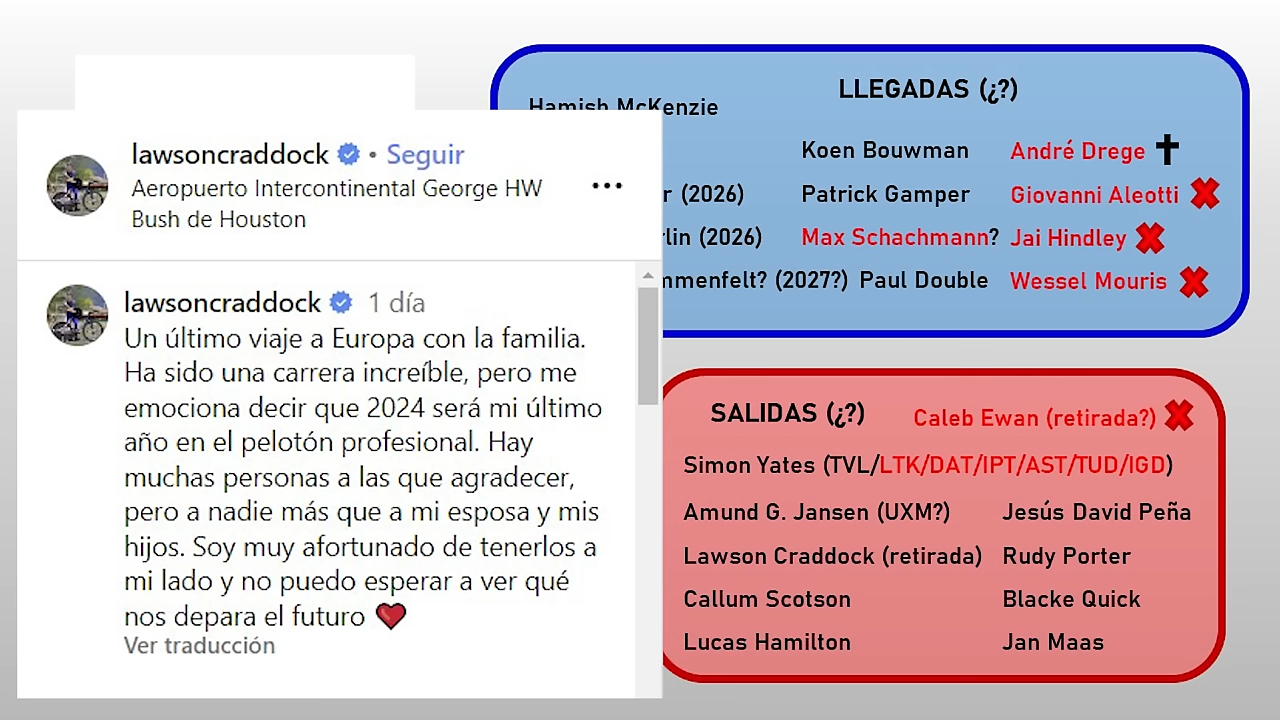 lawsoncraddock • Seguir
Aeropuerto Intercontinental George HW
Bush de Houston
lawsoncraddock 1 día
Un último viaje a Europa con la familia.
Ha sido una carrera increíble, pero me
emociona decir que 2024 será mi último
año en el pelotón profesional. Hay
muchas personas a las que agradecer,
pero a nadie más que a mi esposa y mis
hijos. Soy muy afortunado de tenerlos a
mi lado y no puedo esperar a ver qué
nos depara el futuro ❤️
Ver traducción
LLEGADAS (¿?)
Hamish McKenzie
Koen Bouwman André Drege ✝
r (2026) Patrick Gamper Giovanni Aleotti ✖
rlin (2026) Max Schachmann? Jai Hindley ✖
mmenfelt? (2027?) Paul Double Wessel Mouris ✖
SALIDAS (¿?) Caleb Ewan (retirada?) ✖
Simon Yates (TVL/LTK/DAT/IPT/AST/TUD/IGD)
Amund G. Jansen (UXM?) Jesús David Peña
Lawson Craddock (retirada) Rudy Porter
Callum Scotson Blacke Quick
Lucas Hamilton Jan Maas